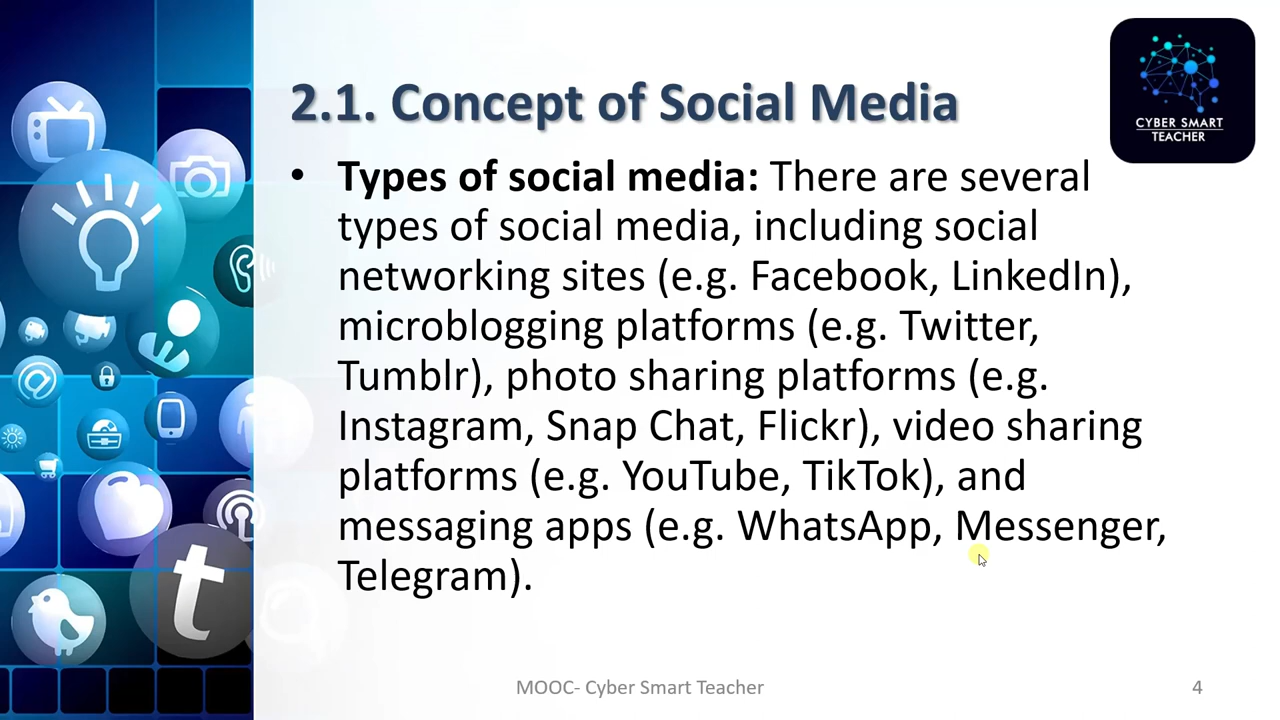 2.1. Concept of Social Media
CYBER SMART
TEACHER
• Types of social media: There are several
types of social media, including social
networking sites (e.g. Facebook, LinkedIn),
microblogging platforms (e.g. Twitter,
Tumblr), photo sharing platforms (e.g.
Instagram, Snap Chat, Flickr), video sharing
platforms (e.g. YouTube, TikTok), and
messaging apps (e.g. WhatsApp, Messenger,
Telegram).
t
@
MOOC- Cyber Smart Teacher
4